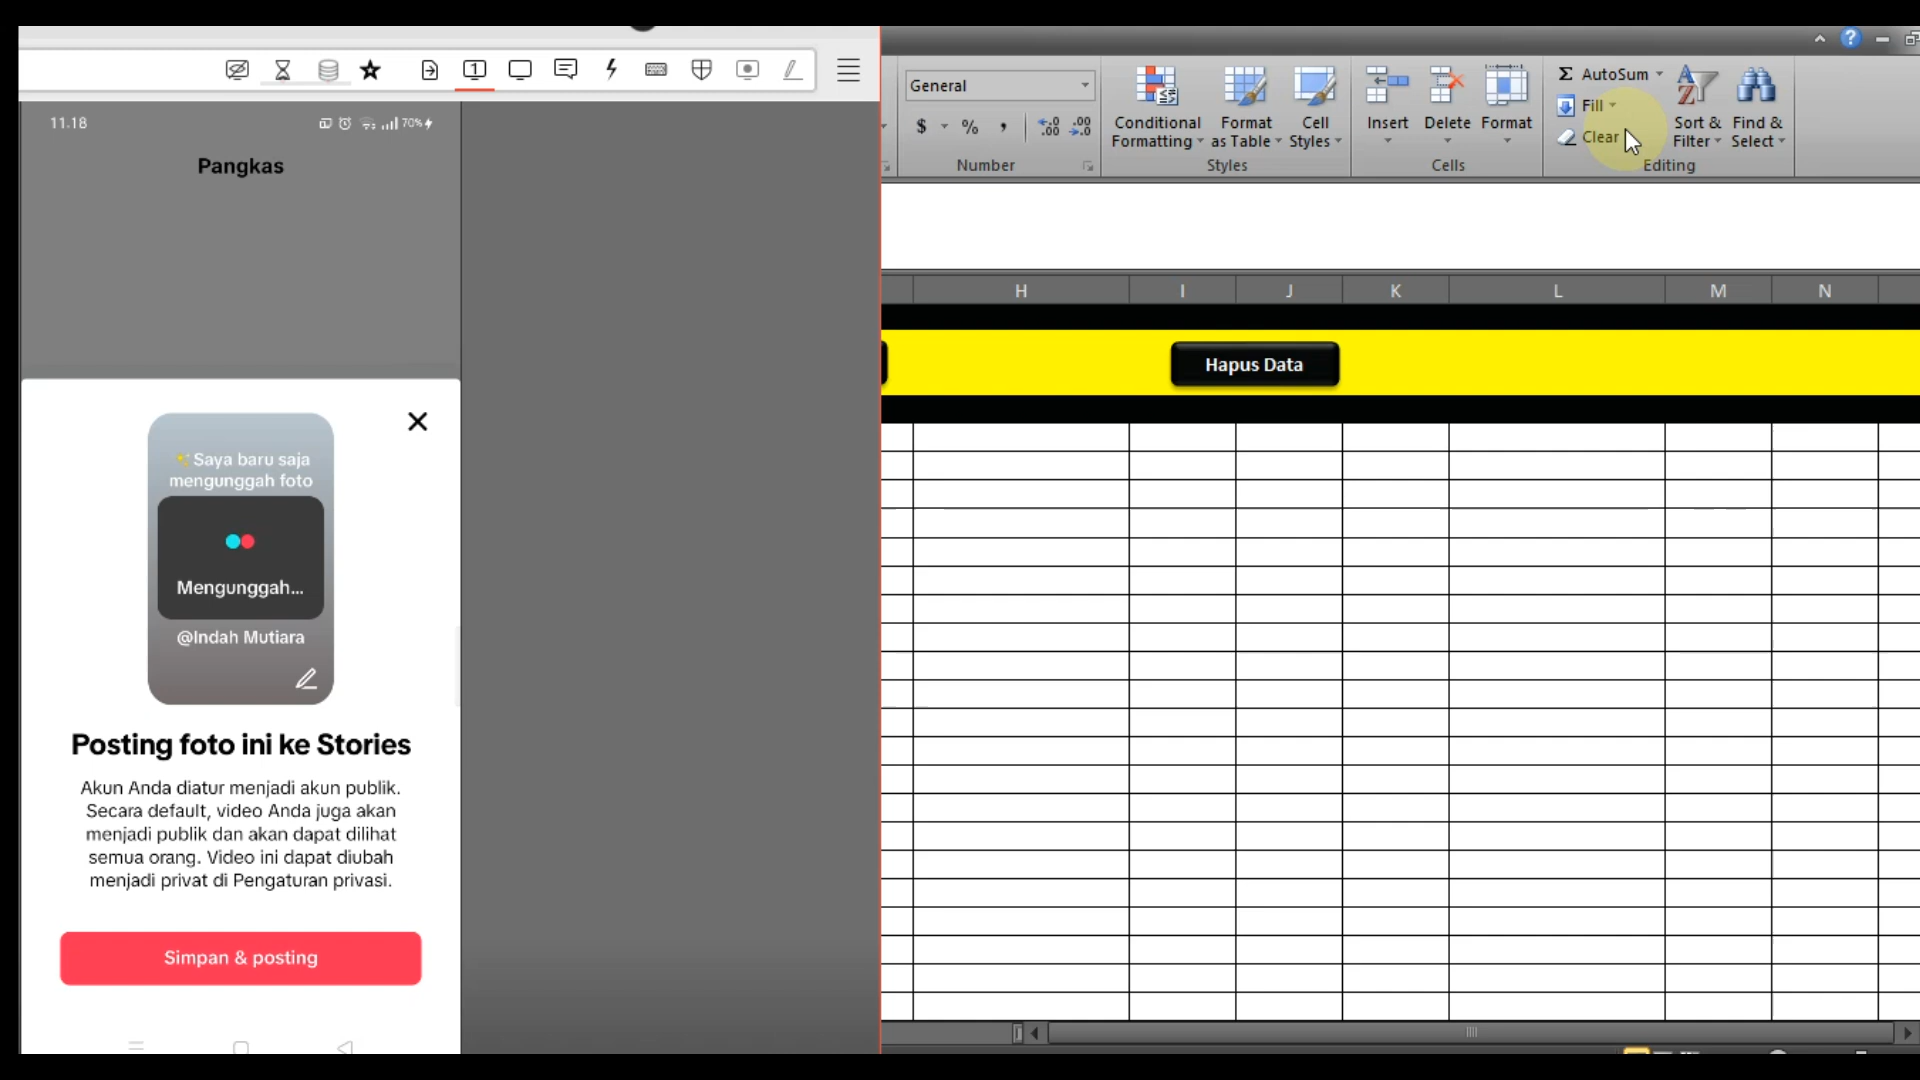 11.18
70%
Pangkas
Saya baru saja
mengunggah foto
Mengunggah...
@Indah Mutiara
Posting foto ini ke Stories
Akun Anda diatur menjadi akun publik.
Secara default, video Anda juga akan
menjadi publik dan akan dapat dilihat
semua orang. Video ini dapat diubah
menjadi privat di Pengaturan privasi.
Simpan & posting
General
$ % , .00 .00
Number
Conditional
Formatting
Format
as Table
Cell
Styles
Styles
Insert
Delete
Format
Cells
Σ AutoSum
Fill
Clear
Sort &
Filter
Find &
Select
Editing
H I J K L M N
Hapus Data